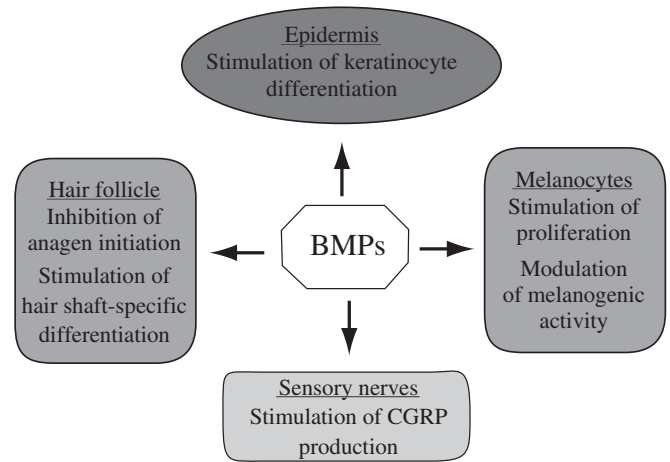 Epidermis
Stimulation of keratinocyte
differentiation
Hair follicle
Inhibition of
anagen initiation
Stimulation of
hair shaft-specific
differentiation
BMPs
Melanocytes
Stimulation of
proliferation
Modulation
of melanogenic
activity
Sensory nerves
Stimulation of CGRP
production